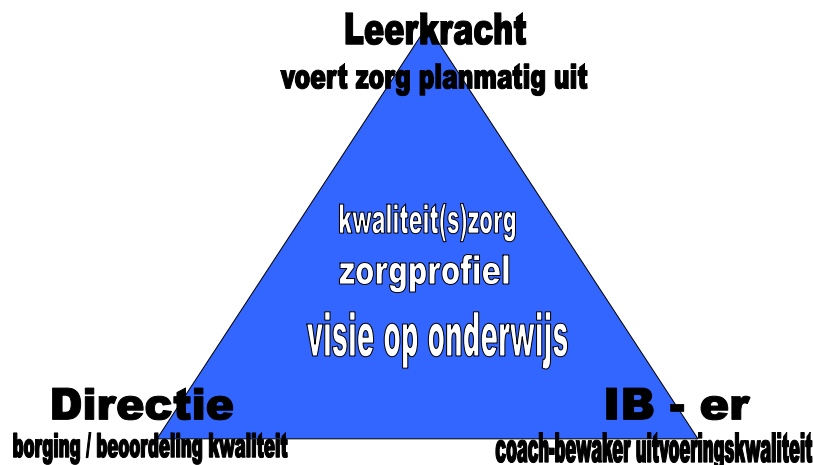 Leerkracht
voert zorg planmatig uit
kwaliteit(s)zorg
zorgprofiel
visie op onderwijs
Directie
borging / beoordeling kwaliteit
IB - er
coach-bewaker uitvoeringskwaliteit